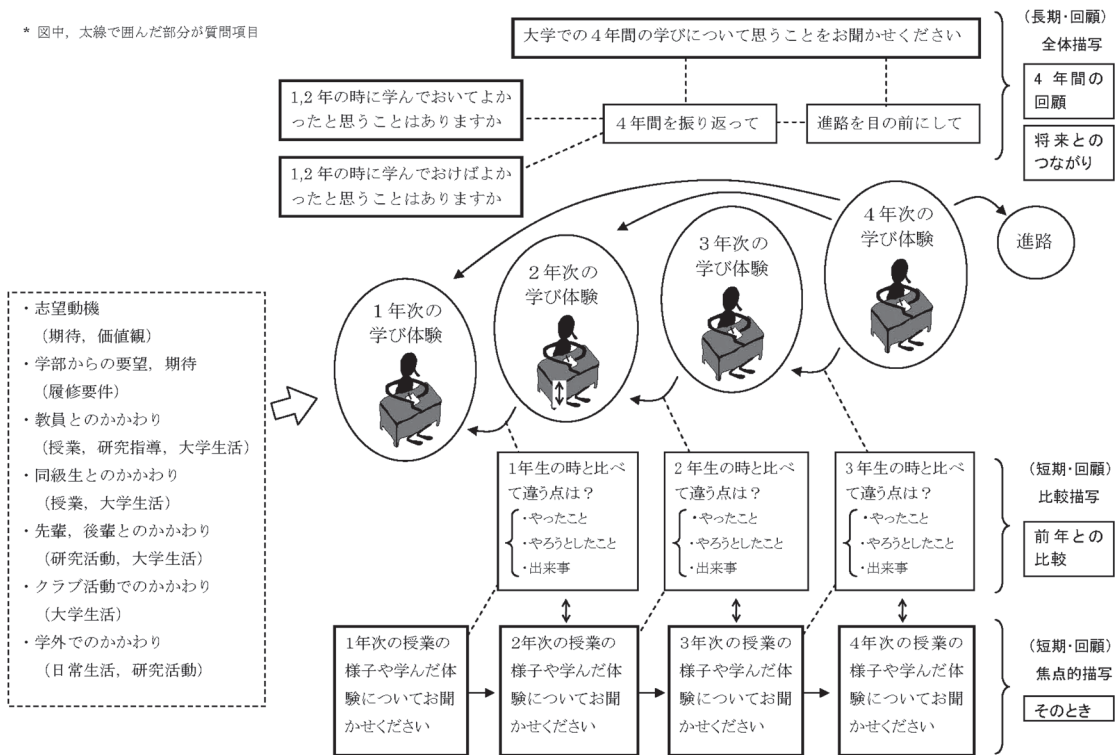 * 図中，太線で囲んだ部分が質問項目
大学での４年間の学びについて思うことをお聞かせください
(長期・回顧)
全体描写
4 年間の
回顧
将来との
つながり
1,2 年の時に学んでおいてよか
ったと思うことはありますか
４年間を振り返って
進路を目の前にして
1,2 年の時に学んでおけばよか
ったと思うことはありますか
４年次の
学び体験
進路
３年次の
学び体験
２年次の
学び体験
１年次の
学び体験
・志望動機
（期待，価値観）
・学部からの要望，期待
（履修要件）
・教員とのかかわり
（授業，研究指導，大学生活）
・同級生とのかかわり
（授業，大学生活）
・先輩，後輩とのかかわり
（研究活動，大学生活）
・クラブ活動でのかかわり
（大学生活）
・学外でのかかわり
（日常生活，研究活動）
1年生の時と比べ
て違う点は？
・やったこと
・やろうとしたこと
・出来事
２年生の時と比べ
て違う点は？
・やったこと
・やろうとしたこと
・出来事
３年生の時と比べ
て違う点は？
・やったこと
・やろうとしたこと
・出来事
(短期・回顧)
比較描写
前年との
比較
1年次の授業の
様子や学んだ体
験についてお聞
かせください
2年次の授業の
様子や学んだ体
験についてお聞
かせください
3年次の授業の
様子や学んだ体
験についてお聞
かせください
4年次の授業の
様子や学んだ体
験についてお聞
かせください
(短期・回顧)
焦点的描写
そのとき